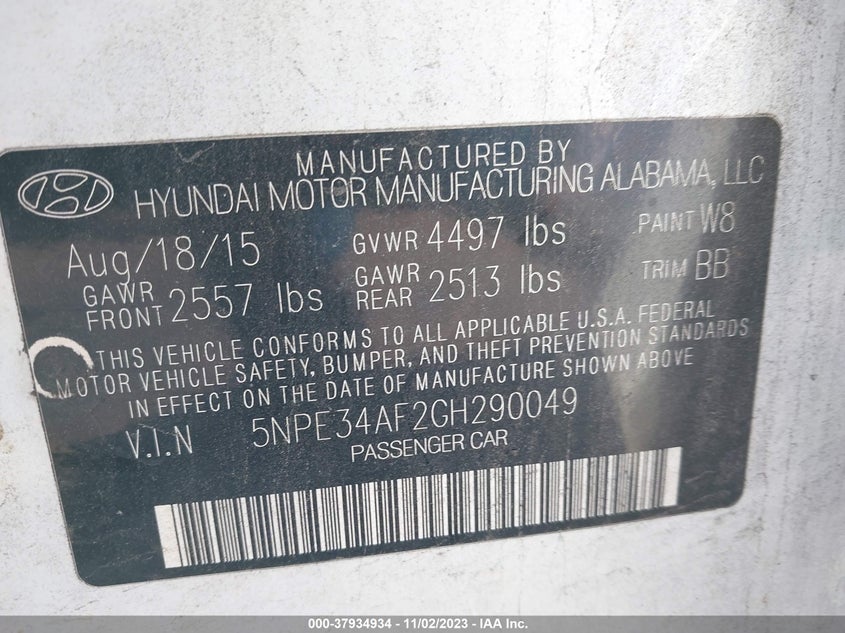 MANUFACTURED BY
HYUNDAI MOTOR MANUFACTURING ALABAMA, LLC
Aug/18/15 GVWR 4497 lbs PAINT W8
GAWR FRONT 2557 lbs GAWR REAR 2513 lbs TRIM BB
THIS VEHICLE CONFORMS TO ALL APPLICABLE U.S.A. FEDERAL
MOTOR VEHICLE SAFETY, BUMPER, AND THEFT PREVENTION STANDARDS
IN EFFECT ON THE DATE OF MANUFACTURE SHOWN ABOVE
V.I.N 5NPE34AF2GH290049
PASSENGER CAR
000-37934934 - 11/02/2023 - IAA Inc.